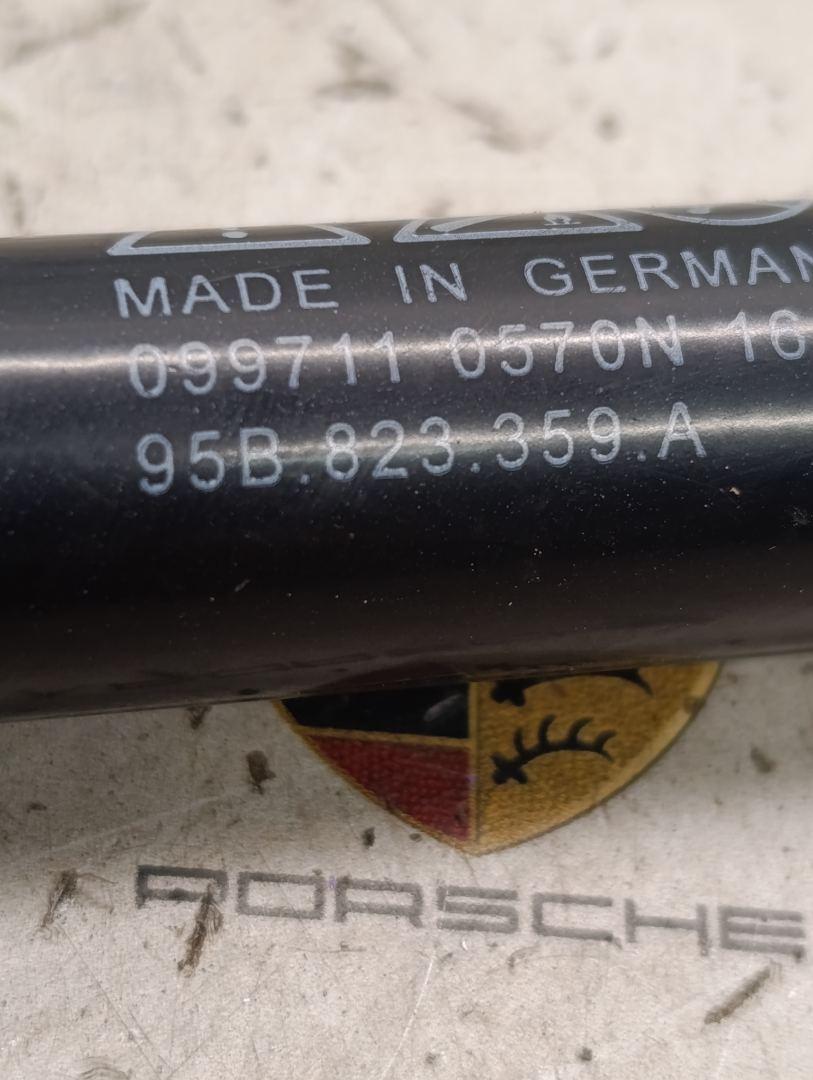 MADE IN GERMAN
099711 0570N 16
95B.823.359.A
PORSCHE